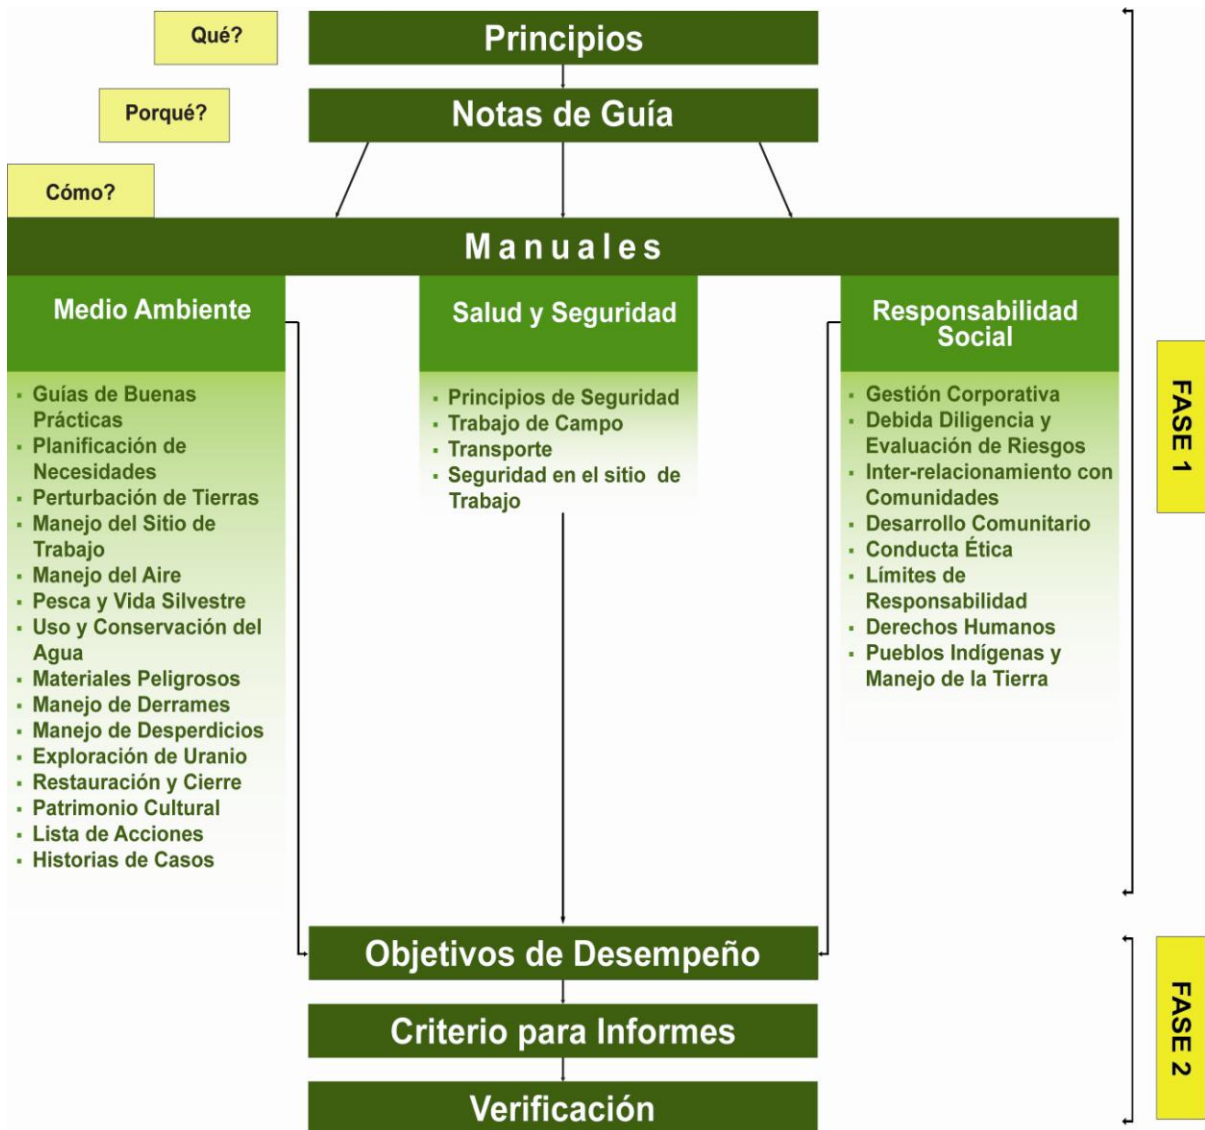 Qué?
Principios
Porqué?
Notas de Guía
Cómo?
Manuales
Medio Ambiente
▪ Guías de Buenas
Prácticas
▪ Planificación de
Necesidades
▪ Perturbación de Tierras
▪ Manejo del Sitio de
Trabajo
▪ Manejo del Aire
▪ Pesca y Vida Silvestre
▪ Uso y Conservación del
Agua
▪ Materiales Peligrosos
▪ Manejo de Derrames
▪ Manejo de Desperdicios
▪ Exploración de Uranio
▪ Restauración y Cierre
▪ Patrimonio Cultural
▪ Lista de Acciones
▪ Historias de Casos
Salud y Seguridad
▪ Principios de Seguridad
▪ Trabajo de Campo
▪ Transporte
▪ Seguridad en el sitio de
Trabajo
Responsabilidad
Social
▪ Gestión Corporativa
▪ Debida Diligencia y
Evaluación de Riesgos
▪ Inter-relacionamiento con
Comunidades
▪ Desarrollo Comunitario
▪ Conducta Ética
▪ Límites de
Responsabilidad
▪ Derechos Humanos
▪ Pueblos Indígenas y
Manejo de la Tierra
FASE 1
Objetivos de Desempeño
Criterio para Informes
Verificación
FASE 2